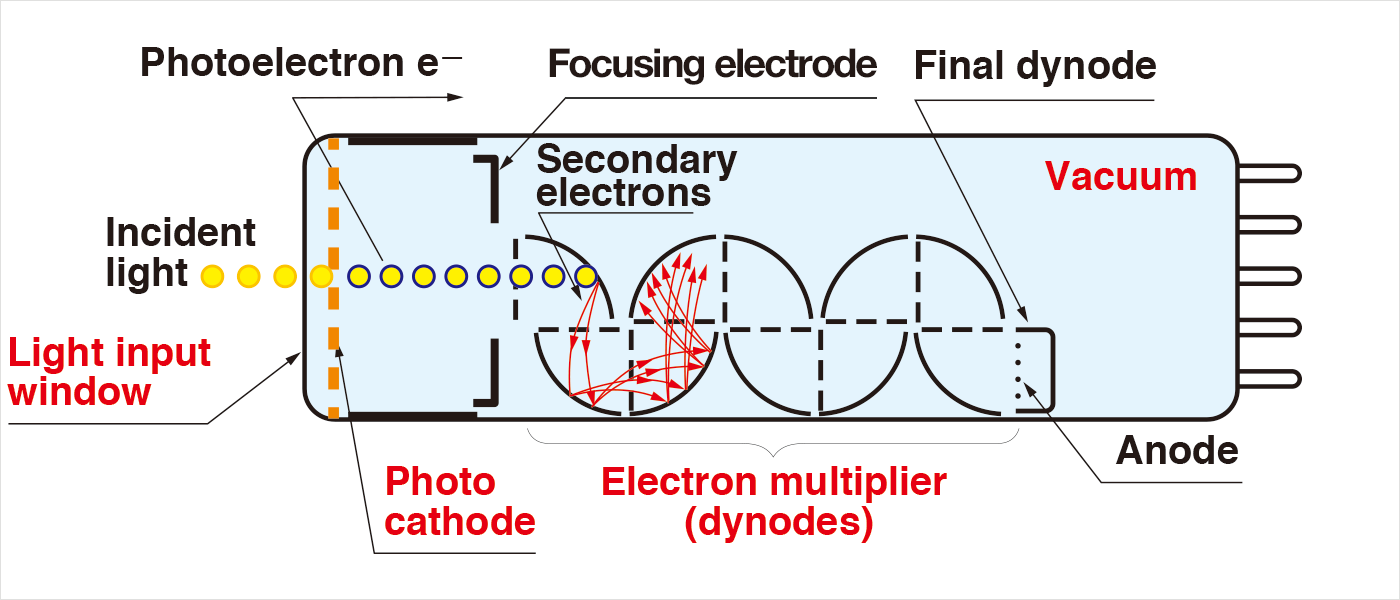 Photoelectron e−
Focusing electrode
Final dynode
Secondary
electrons
Vacuum
Incident
light
Light input
window
Anode
Photo
cathode
Electron multiplier
(dynodes)